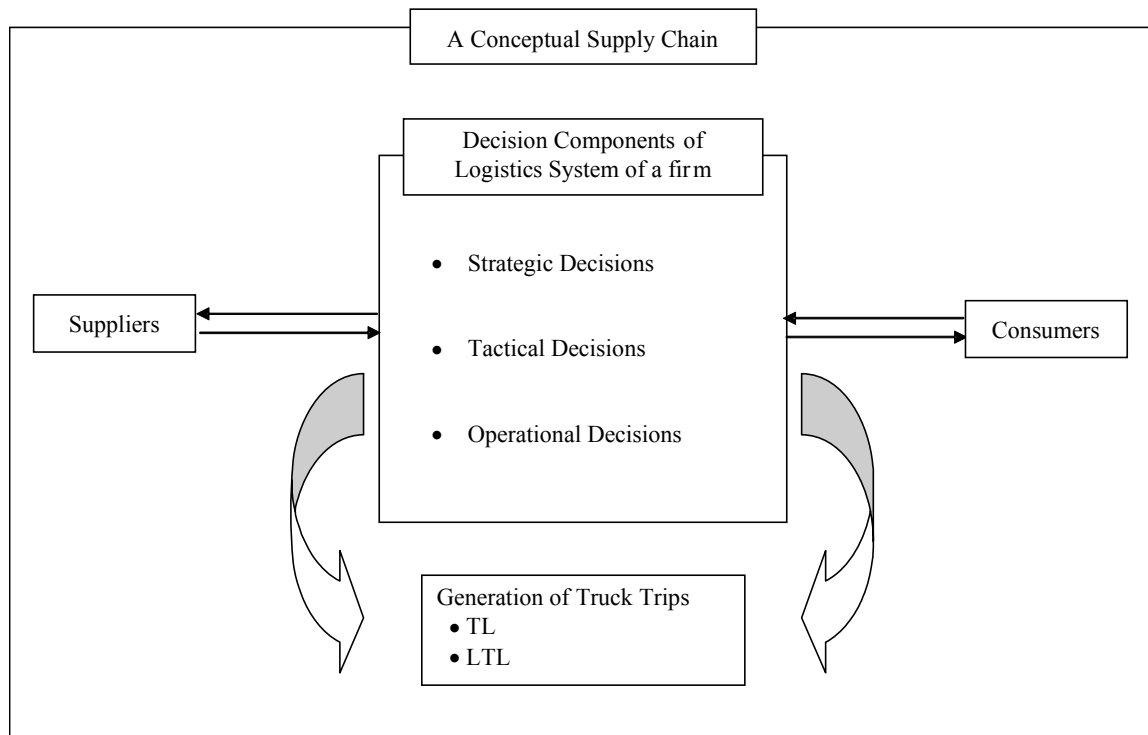 A Conceptual Supply Chain
Decision Components of
Logistics System of a firm
• Strategic Decisions
Suppliers
Consumers
• Tactical Decisions
• Operational Decisions
Generation of Truck Trips
• TL
• LTL